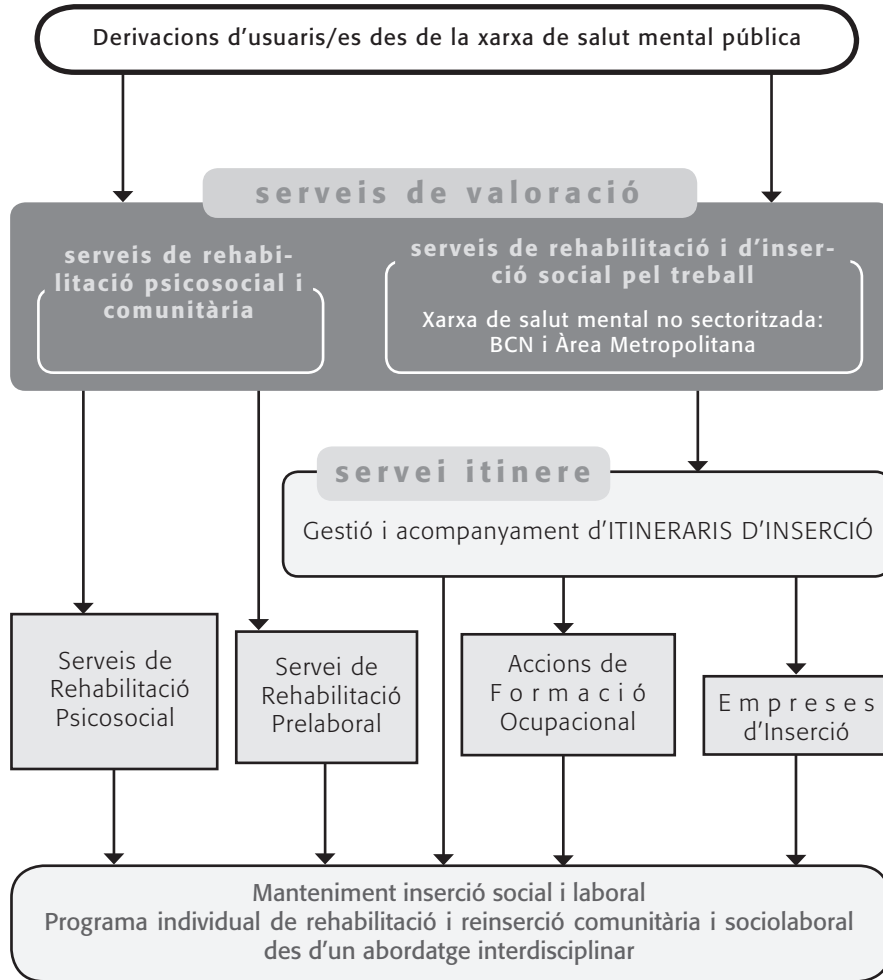 Derivacions d'usuaris/es des de la xarxa de salut mental pública
serveis de valoració
serveis de rehabi-
litació psicosocial i
comunitària
serveis de rehabilitació i d'inser-
ció social pel treball
Xarxa de salut mental no sectoritzada:
BCN i Àrea Metropolitana
servei itinere
Gestió i acompanyament d'ITINERARIS D'INSERCIÓ
Serveis de
Rehabilitació
Psicosocial
Servei de
Rehabilitació
Prelaboral
Accions de
Formació
Ocupacional
Empreses
d'Inserció
Manteniment inserció social i laboral
Programa individual de rehabilitació i reinserció comunitària i sociolaboral
des d'un abordatge interdisciplinar